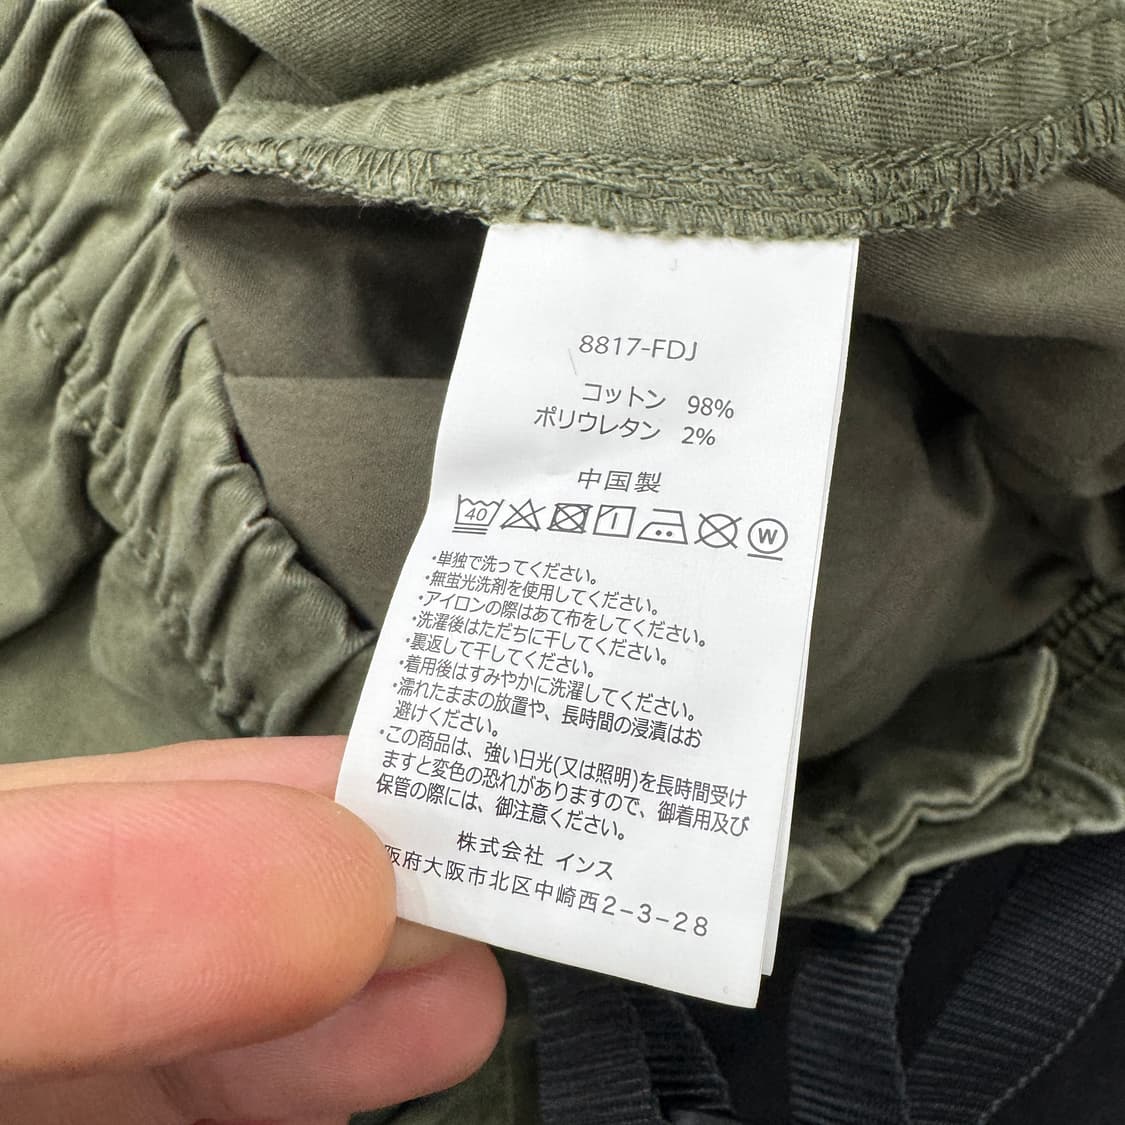 8817-FDJ
コットン 98%
ポリウレタン 2%
中国製
40 W
・単独で洗ってください。
・無蛍光洗剤を使用してください。
・アイロンの際はあて布をしてください。
・洗濯後はただちに干してください。
・裏返して干してください。
・着用後はすみやかに洗濯してください。
・濡れたままの放置や、長時間の浸漬はお
避けください。
・この商品は、強い日光(又は照明)を長時間受け
ますと変色の恐れがありますので、御着用及び
保管の際には、御注意ください。
株式会社 インス
阪府大阪市北区中崎西2-3-28